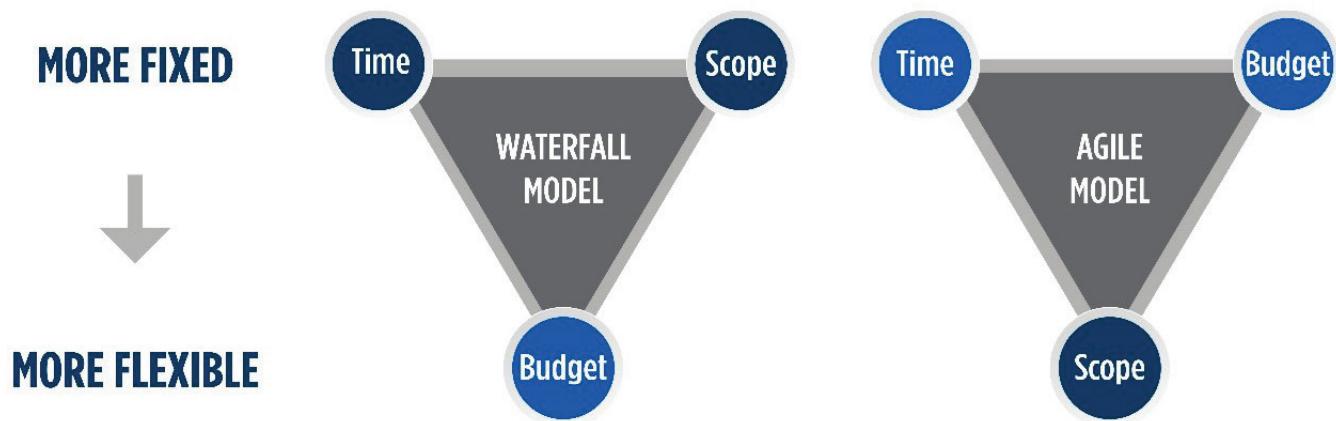 MORE FIXED
Time
Scope
Time
Budget
WATERFALL
MODEL
AGILE
MODEL
MORE FLEXIBLE
Budget
Scope